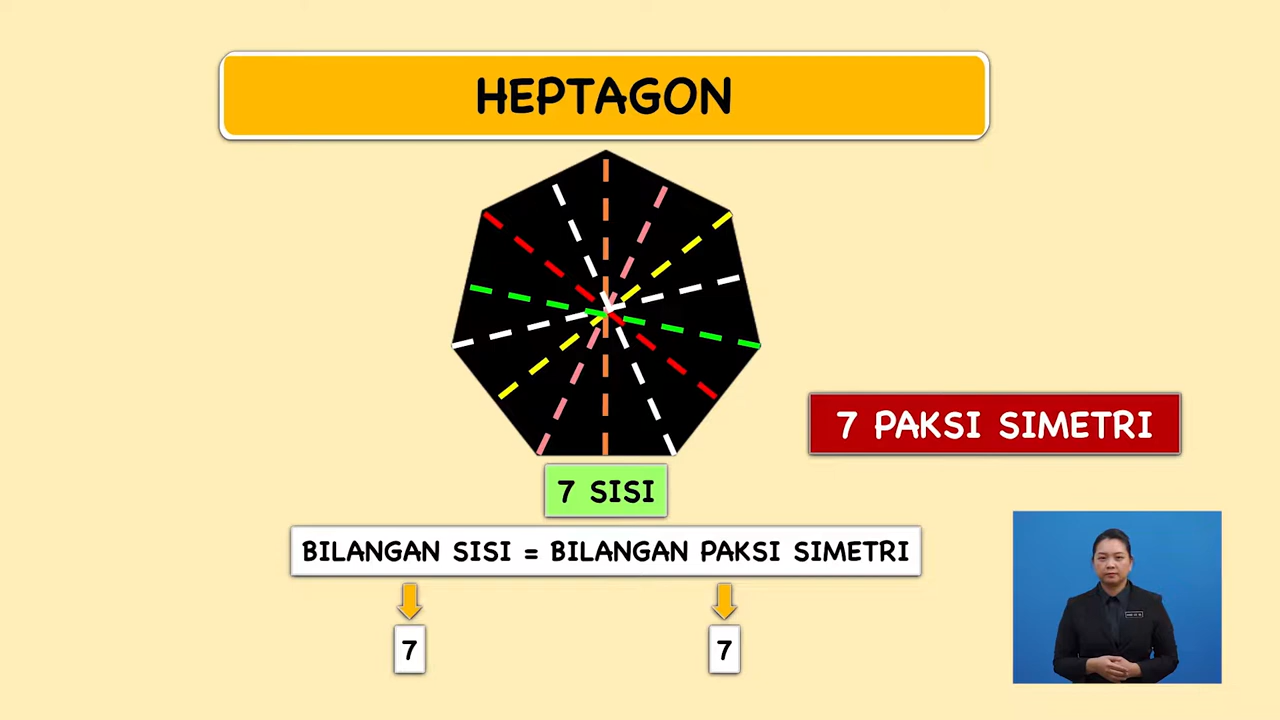 HEPTAGON
7 PAKSI SIMETRI
7 SISI
BILANGAN SISI = BILANGAN PAKSI SIMETRI
7
7